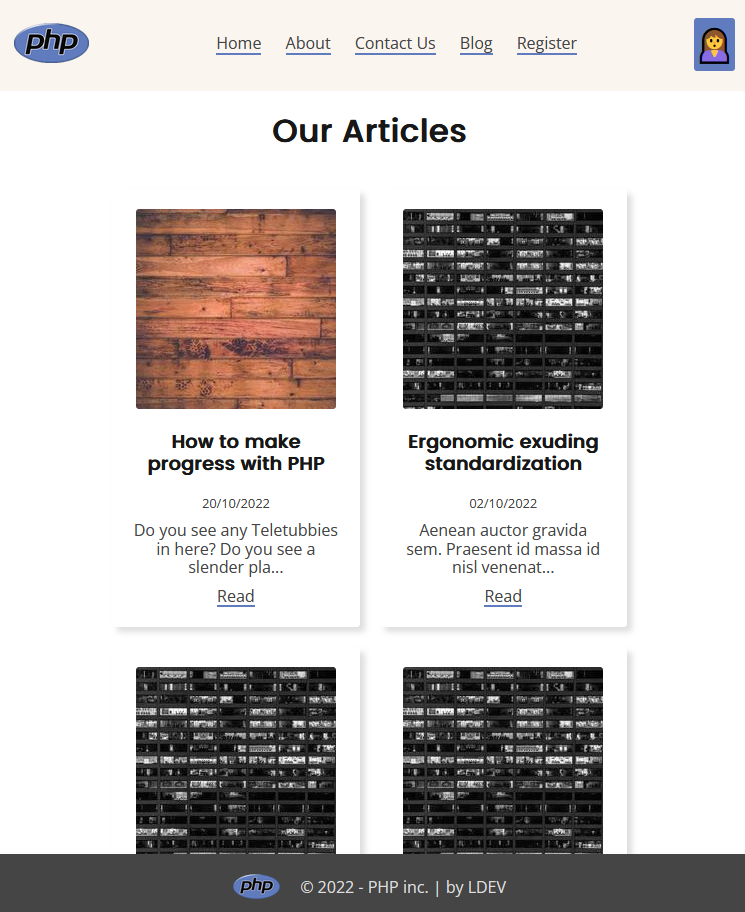 php
Home About Contact Us Blog Register
Our Articles
How to make
progress with PHP
20/10/2022
Do you see any Teletubbies
in here? Do you see a
slender pla...
Read
Ergonomic exuding
standardization
02/10/2022
Aenean auctor gravida
sem. Praesent id massa id
nisl venenat...
Read
php
© 2022 - PHP inc. | by LDEV